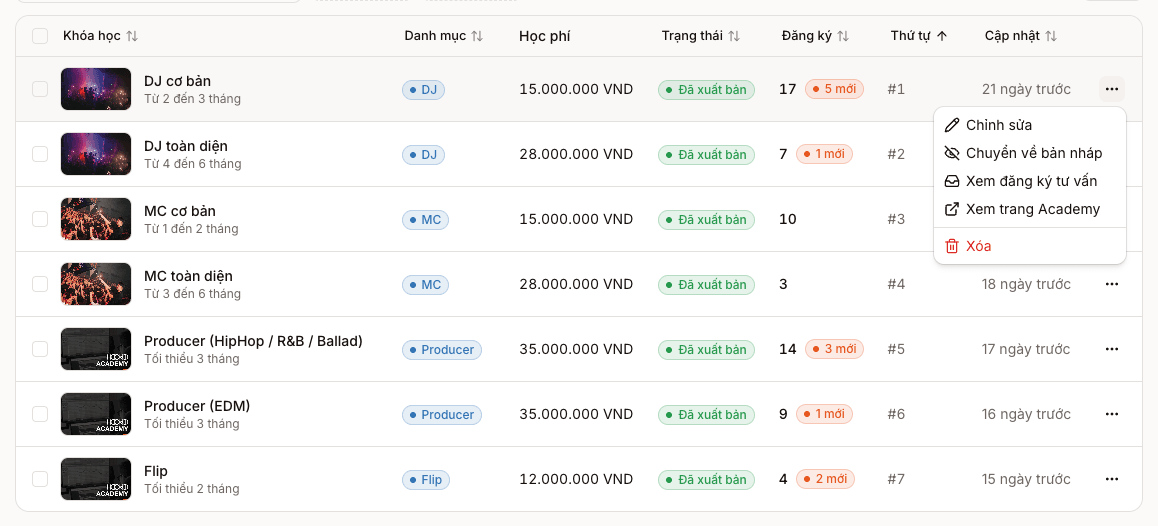 Khóa học Danh mục Học phí Trạng thái Đăng ký Thứ tự Cập nhật
DJ cơ bản
Từ 2 đến 3 tháng
DJ 15.000.000 VND Đã xuất bản 17 5 mới #1 21 ngày trước
Chỉnh sửa
Chuyển về bản nháp
Xem đăng ký tư vấn
Xem trang Academy
Xóa
DJ toàn diện
Từ 4 đến 6 tháng
DJ 28.000.000 VND Đã xuất bản 7 1 mới #2
MC cơ bản
Từ 1 đến 2 tháng
MC 15.000.000 VND Đã xuất bản 10 #3
MC toàn diện
Từ 3 đến 6 tháng
MC 28.000.000 VND Đã xuất bản 3 #4 18 ngày trước
ACADEMY
Producer (HipHop / R&B / Ballad)
Tối thiểu 3 tháng
Producer 35.000.000 VND Đã xuất bản 14 3 mới #5 17 ngày trước
ACADEMY
Producer (EDM)
Tối thiểu 3 tháng
Producer 35.000.000 VND Đã xuất bản 9 1 mới #6 16 ngày trước
ACADEMY
Flip
Tối thiểu 2 tháng
Flip 12.000.000 VND Đã xuất bản 4 2 mới #7 15 ngày trước